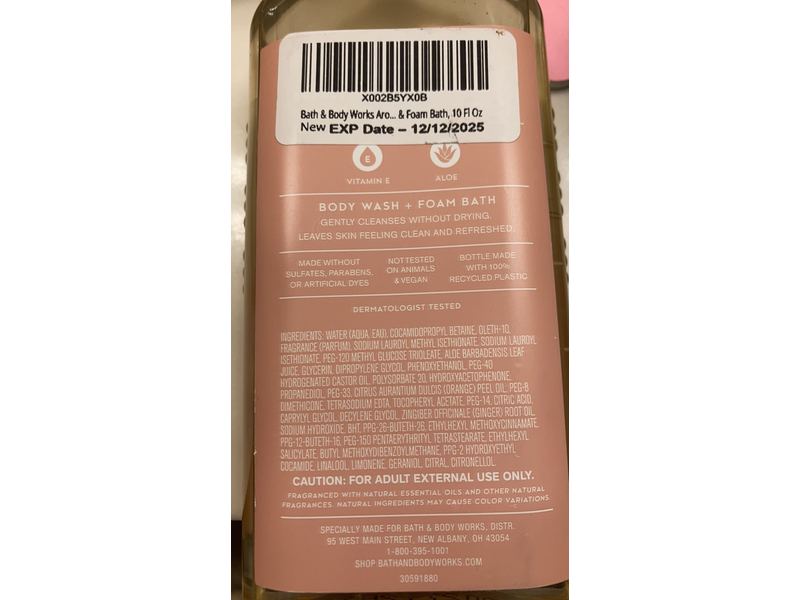 X002B5YX0B
Bath & Body Works Aro... & Foam Bath, 10 Fl Oz
New EXP Date – 12/12/2025
E
VITAMIN E
ALOE
BODY WASH + FOAM BATH
GENTLY CLEANSES WITHOUT DRYING.
LEAVES SKIN FEELING CLEAN AND REFRESHED.
MADE WITHOUT
SULFATES, PARABENS,
OR ARTIFICIAL DYES
NOT TESTED
ON ANIMALS
& VEGAN
BOTTLE MADE
WITH 100%
RECYCLED PLASTIC
DERMATOLOGIST TESTED
INGREDIENTS: WATER (AQUA, EAU), COCAMIDOPROPYL BETAINE, OLETH-10,
FRAGRANCE (PARFUM), SODIUM LAUROYL METHYL ISETHIONATE, SODIUM LAUROYL
ISETHIONATE, PEG-120 METHYL GLUCOSE TRIOLEATE, ALOE BARBADENSIS LEAF
JUICE, GLYCERIN, DIPROPYLENE GLYCOL, PHENOXYETHANOL, PEG-40
HYDROGENATED CASTOR OIL, POLYSORBATE 20, HYDROXYACETOPHENONE,
PROPANEDIOL, PEG-33, CITRUS AURANTIUM DULCIS (ORANGE) PEEL OIL, PEG-8
DIMETHICONE, TETRASODIUM EDTA, TOCOPHERYL ACETATE, PEG-14, CITRIC ACID,
CAPRYLYL GLYCOL, DECYLENE GLYCOL, ZINGIBER OFFICINALE (GINGER) ROOT OIL,
SODIUM HYDROXIDE, BHT, PPG-26-BUTETH-26, ETHYLHEXYL METHOXYCINNAMATE,
PPG-12-BUTETH-16, PEG-150 PENTAERYTHRITYL TETRASTEARATE, ETHYLHEXYL
SALICYLATE, BUTYL METHOXYDIBENZOYLMETHANE, PPG-2 HYDROXYETHYL
COCAMIDE, LINALOOL, LIMONENE, GERANIOL, CITRAL, CITRONELLOL.
CAUTION: FOR ADULT EXTERNAL USE ONLY.
FRAGRANCED WITH NATURAL ESSENTIAL OILS AND OTHER NATURAL
FRAGRANCES. NATURAL INGREDIENTS MAY CAUSE COLOR VARIATIONS.
SPECIALLY MADE FOR BATH & BODY WORKS, DISTR.
95 WEST MAIN STREET, NEW ALBANY, OH 43054
1-800-395-1001
SHOP BATHANDBODYWORKS.COM
30591880